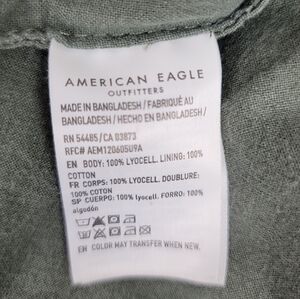 AMERICAN EAGLE
OUTFITTERS
MADE IN BANGLADESH / FABRIQUÉ AU
BANGLADESH / HECHO EN BANGLADESH /
RN 54485 / CA 03873
RFC# AEM120605U9A
EN BODY: 100% LYOCELL. LINING: 100%
COTTON
FR CORPS: 100% LYOCELL. DOUBLURE:
100% COTON
SP CUERPO: 100% lyocell. FORRO: 100%
algodón
EN COLOR MAY TRANSFER WHEN NEW.